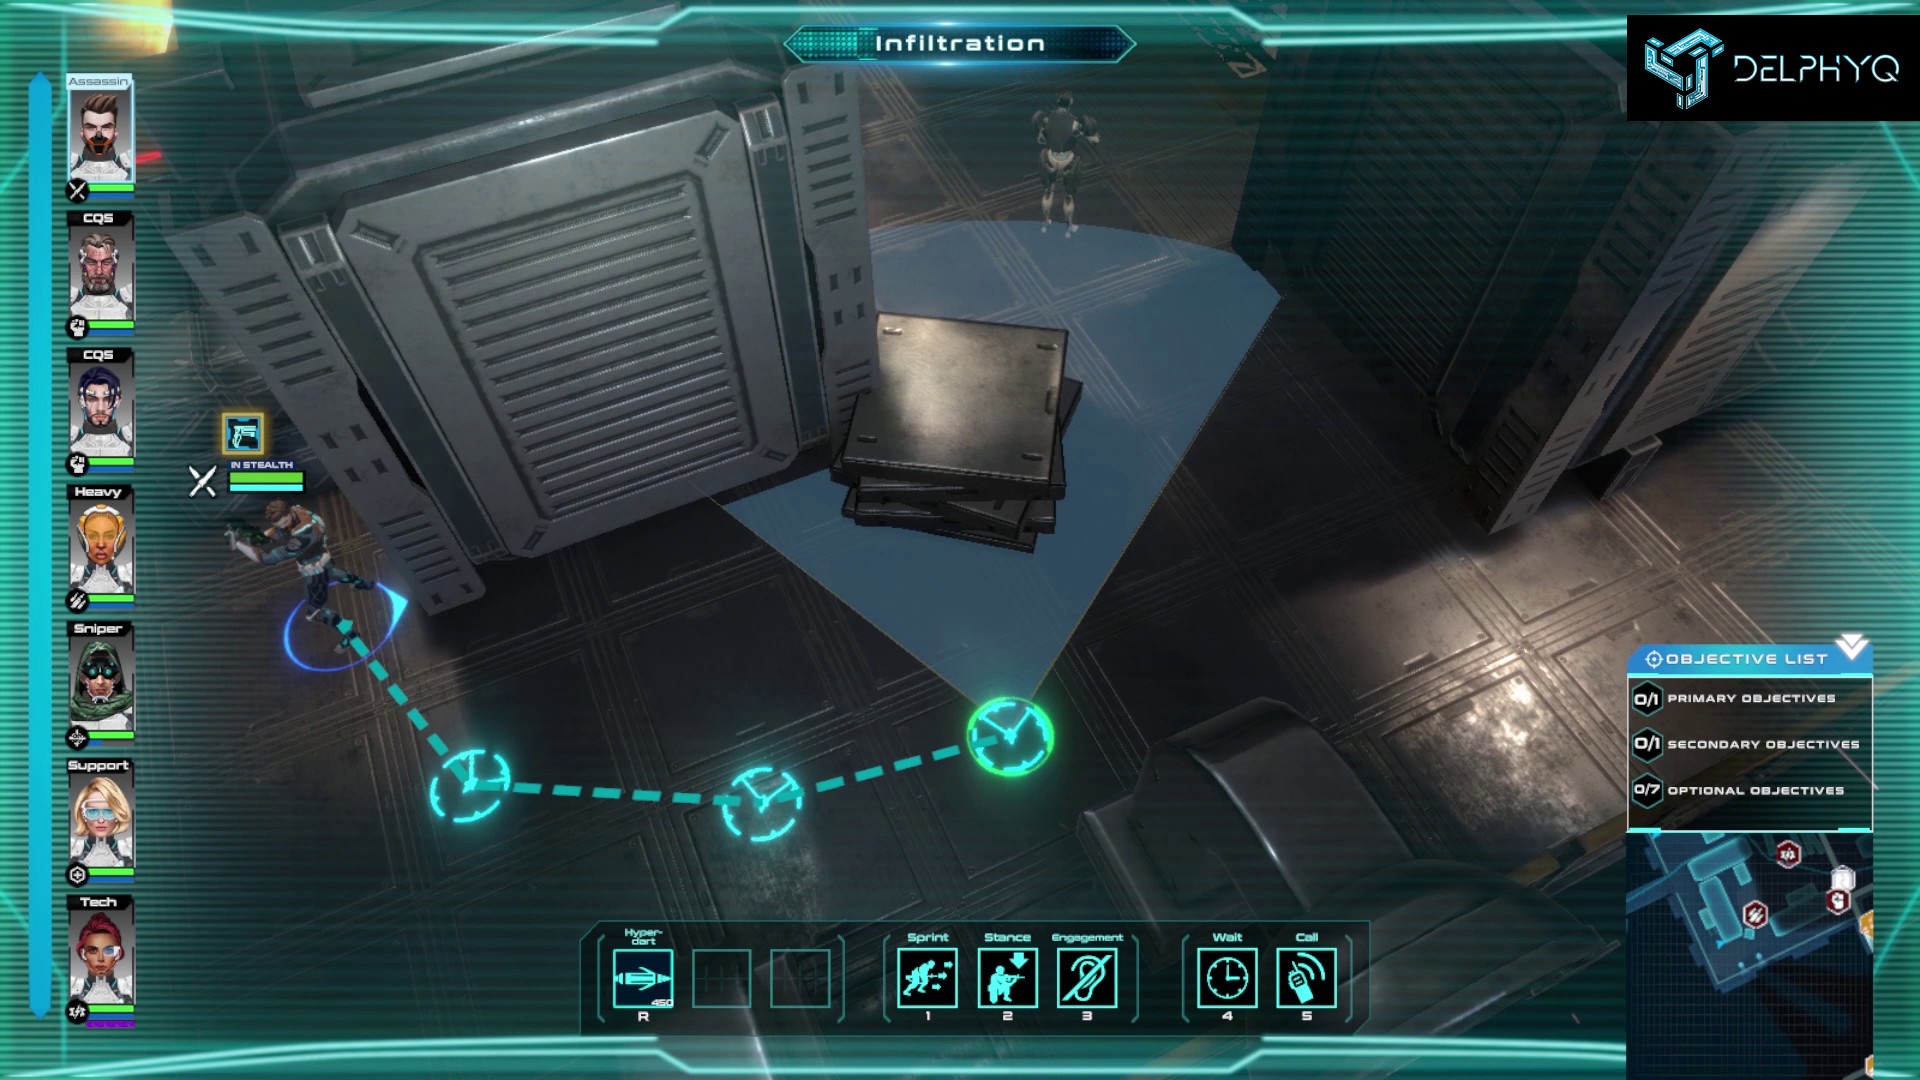 Infiltration
DELPHYQ
Assassin
CQS
CQS
Heavy
Sniper
Support
Tech
IN STEALTH
OBJECTIVE LIST
0/1 PRIMARY OBJECTIVES
0/1 SECONDARY OBJECTIVES
0/7 OPTIONAL OBJECTIVES
Hyper-
dart
450
R
Sprint
1
Stance
2
Engagement
3
Wait
4
Call
5